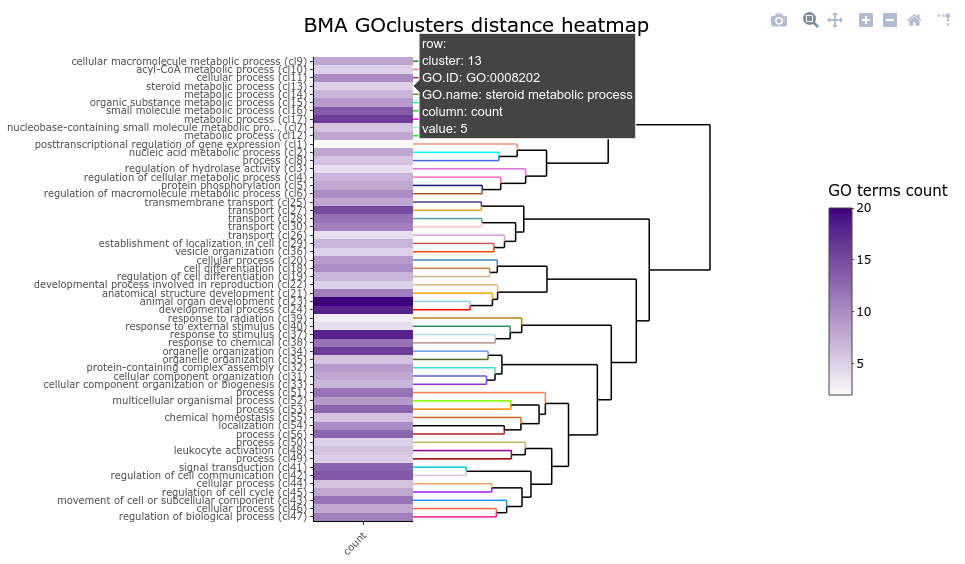 BMA GOclusters distance heatmap
row:
cluster: 13
GO.ID: GO:0008202
GO.name: steroid metabolic process
column: count
value: 5
cellular macromolecule metabolic process (cl9)
acyl-CoA metabolic process (cl10)
cellular process (cl11)
steroid metabolic process (cl13)
metabolic process (cl14)
organic substance metabolic process (cl15)
small molecule metabolic process (cl16)
metabolic process (cl17)
nucleobase-containing small molecule metabolic pro... (cl7)
metabolic process (cl12)
posttranscriptional regulation of gene expression (cl1)
nucleic acid metabolic process (cl2)
process (cl8)
regulation of hydrolase activity (cl3)
regulation of cellular metabolic process (cl4)
protein phosphorylation (cl5)
regulation of macromolecule metabolic process (cl6)
transmembrane transport (cl25)
transport (cl27)
transport (cl28)
transport (cl30)
transport (cl26)
establishment of localization in cell (cl29)
vesicle organization (cl36)
cellular process (cl20)
cell differentiation (cl18)
regulation of cell differentiation (cl19)
developmental process involved in reproduction (cl22)
anatomical structure development (cl21)
animal organ development (cl23)
developmental process (cl24)
response to radiation (cl39)
response to external stimulus (cl40)
response to stimulus (cl37)
response to chemical (cl38)
organelle organization (cl34)
organelle organization (cl35)
protein-containing complex assembly (cl32)
cellular component organization (cl31)
cellular component organization or biogenesis (cl33)
process (cl51)
multicellular organismal process (cl52)
process (cl53)
chemical homeostasis (cl55)
localization (cl54)
process (cl56)
process (cl50)
leukocyte activation (cl48)
process (cl49)
signal transduction (cl41)
regulation of cell communication (cl42)
cellular process (cl44)
regulation of cell cycle (cl45)
movement of cell or subcellular component (cl43)
cellular process (cl46)
regulation of biological process (cl47)
count
GO terms count
20
15
10
5